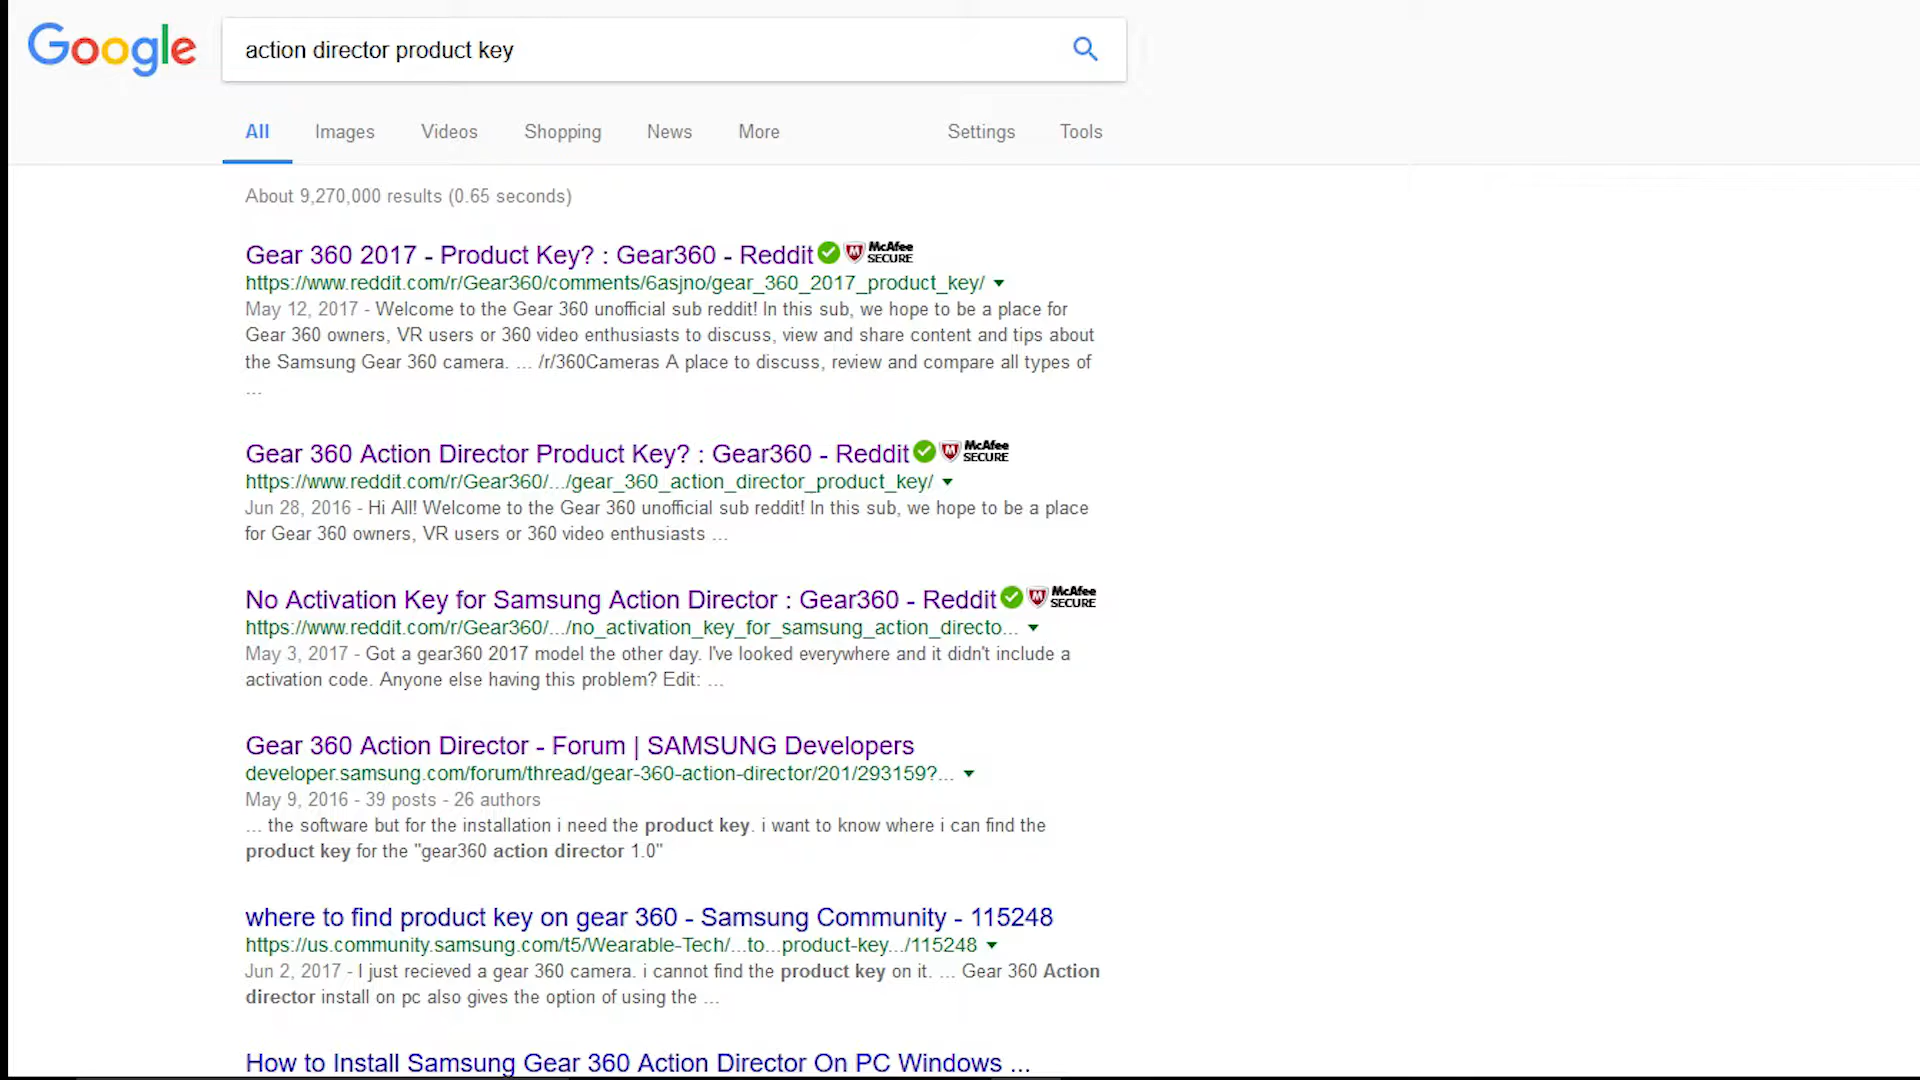 Google
action director product key
All Images Videos Shopping News More Settings Tools
About 9,270,000 results (0.65 seconds)
Gear 360 2017 - Product Key? : Gear360 - Reddit McAfee SECURE
https://www.reddit.com/r/Gear360/comments/6asjno/gear_360_2017_product_key/
May 12, 2017 - Welcome to the Gear 360 unofficial sub reddit! In this sub, we hope to be a place for
Gear 360 owners, VR users or 360 video enthusiasts to discuss, view and share content and tips about
the Samsung Gear 360 camera. ... /r/360Cameras A place to discuss, review and compare all types of
...
Gear 360 Action Director Product Key? : Gear360 - Reddit McAfee SECURE
https://www.reddit.com/r/Gear360/.../gear_360_action_director_product_key/
Jun 28, 2016 - Hi All! Welcome to the Gear 360 unofficial sub reddit! In this sub, we hope to be a place
for Gear 360 owners, VR users or 360 video enthusiasts ...
No Activation Key for Samsung Action Director : Gear360 - Reddit McAfee SECURE
https://www.reddit.com/r/Gear360/.../no_activation_key_for_samsung_action_directo...
May 3, 2017 - Got a gear360 2017 model the other day. I've looked everywhere and it didn't include a
activation code. Anyone else having this problem? Edit: ...
Gear 360 Action Director - Forum | SAMSUNG Developers
developer.samsung.com/forum/thread/gear-360-action-director/201/293159?...
May 9, 2016 - 39 posts - 26 authors
... the software but for the installation i need the product key. i want to know where i can find the
product key for the "gear360 action director 1.0"
where to find product key on gear 360 - Samsung Community - 115248
https://us.community.samsung.com/t5/Wearable-Tech/...to...product-key.../115248
Jun 2, 2017 - I just recieved a gear 360 camera. i cannot find the product key on it. ... Gear 360 Action
director install on pc also gives the option of using the ...
How to Install Samsung Gear 360 Action Director On PC Windows ...